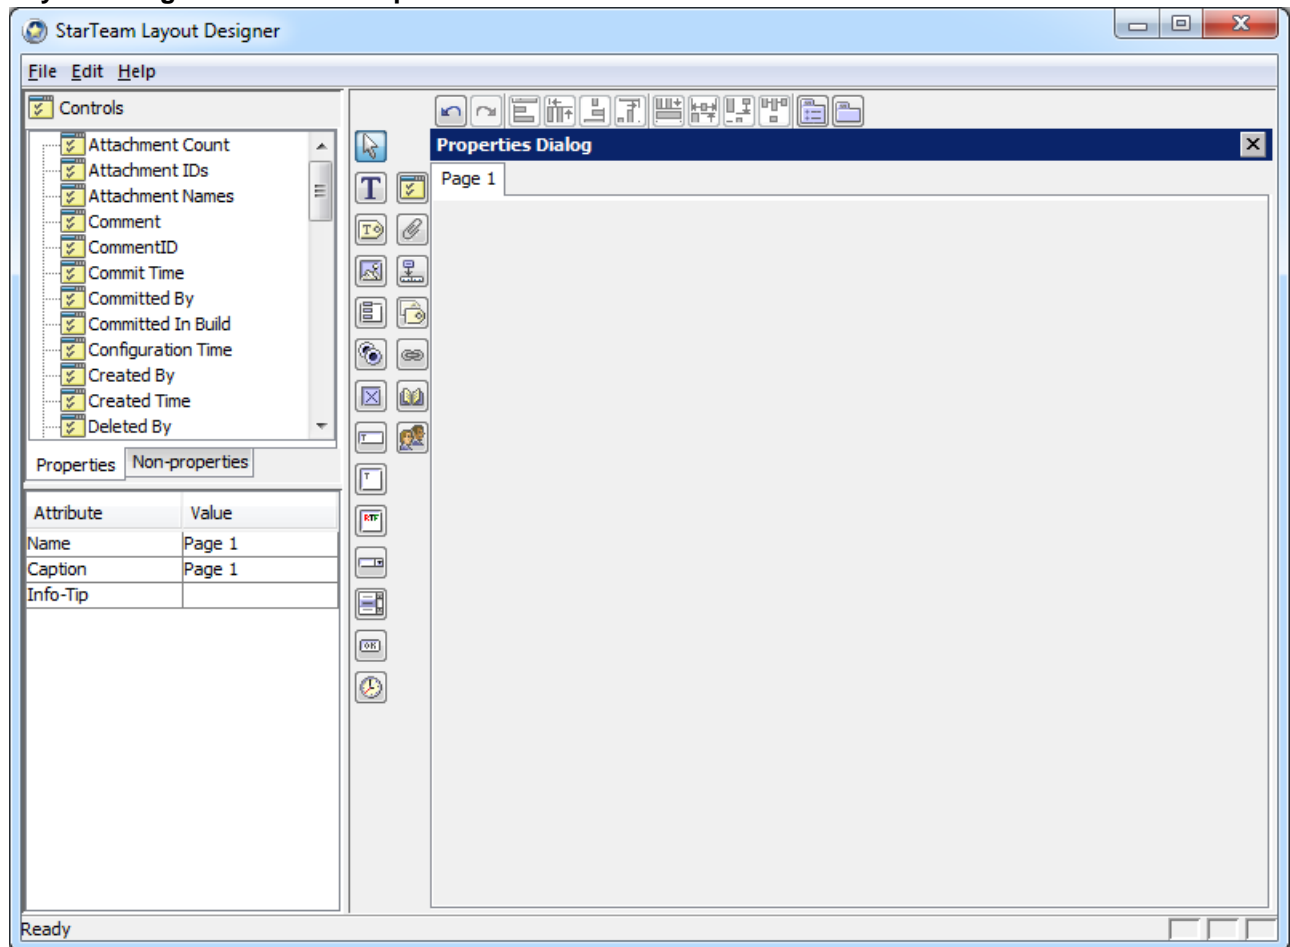 StarTeam Layout Designer
File Edit Help
Controls
Attachment Count
Attachment IDs
Attachment Names
Comment
CommentID
Commit Time
Committed By
Committed In Build
Configuration Time
Created By
Created Time
Deleted By
Properties Non-properties
Attribute Value
Name Page 1
Caption Page 1
Info-Tip
T
T
T
T
RTF
OK
Properties Dialog
Page 1
Ready